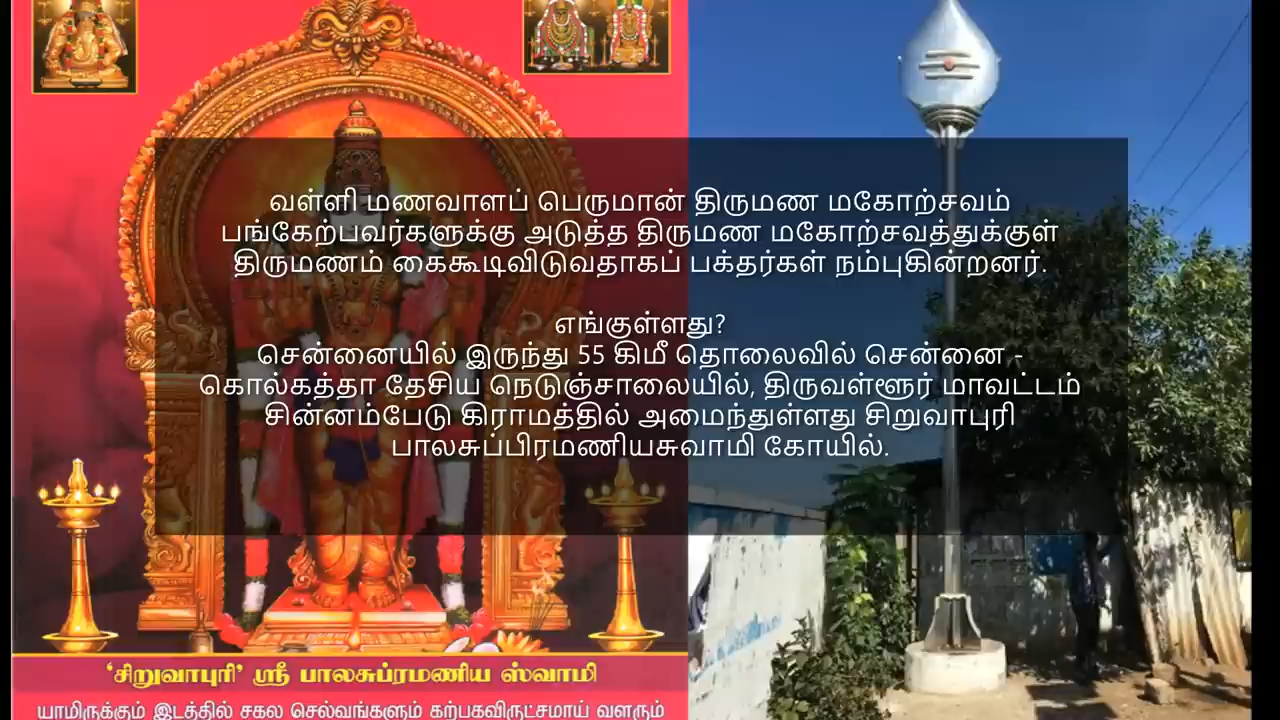 வள்ளி மணவாளப் பெருமான் திருமண மகோற்சவம்
பங்கேற்பவர்களுக்கு அடுத்த திருமண மகோற்சவத்துக்குள்
திருமணம் கைகூடிவிடுவதாகப் பக்தர்கள் நம்புகின்றனர்.
எங்குள்ளது?
சென்னையில் இருந்து 55 கிமீ தொலைவில் சென்னை -
கொல்கத்தா தேசிய நெடுஞ்சாலையில், திருவள்ளூர் மாவட்டம்
சின்னம்பேடு கிராமத்தில் அமைந்துள்ளது சிறுவாபுரி
பாலசுப்பிரமணியசுவாமி கோயில்.
‘சிறுவாபுரி’ ஸ்ரீ பாலசுப்ரமணிய ஸ்வாமி
யாமிருக்கும் இடத்தில் சகல செல்வங்களும் கற்பகவிருட்சமாய் வளரும்